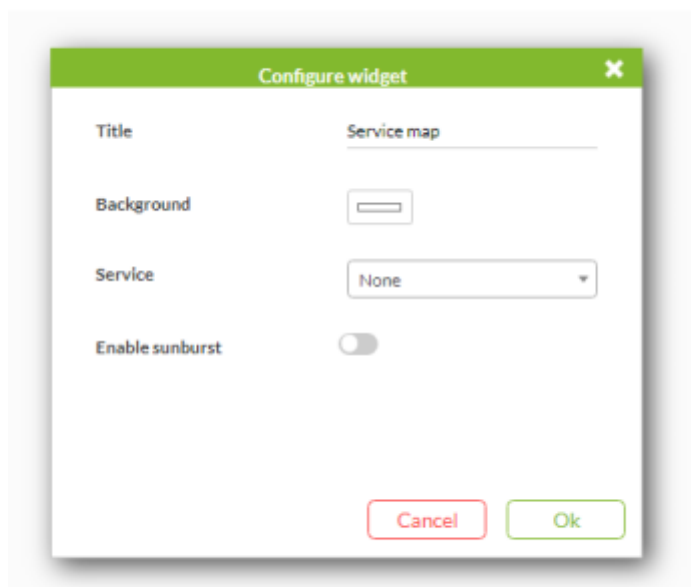 Configure widget
Title
Service map
Background
Service
None
Enable sunburst
Cancel
Ok